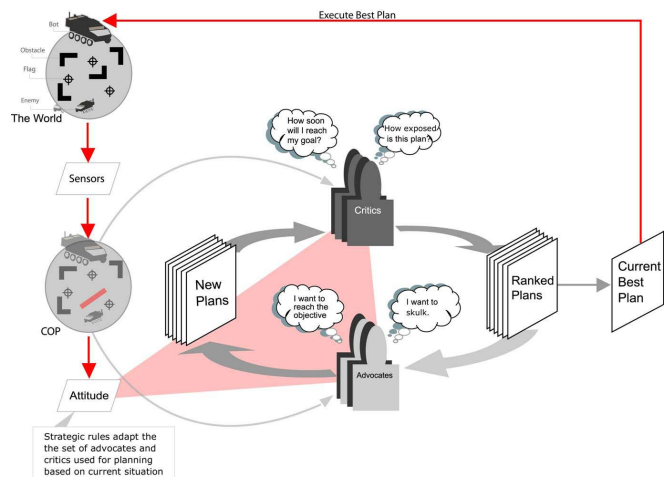 Execute Best Plan
Bot
Obstacle
Flag
Enemy
The World
Sensors
COP
Attitude
Strategic rules adapt the
the set of advocates and
critics used for planning
based on current situation
How soon
will I reach
my goal?
How exposed
is this plan?
Critics
New
Plans
I want to
reach the
objective
I want to
skulk.
Advocates
Ranked
Plans
Current
Best
Plan